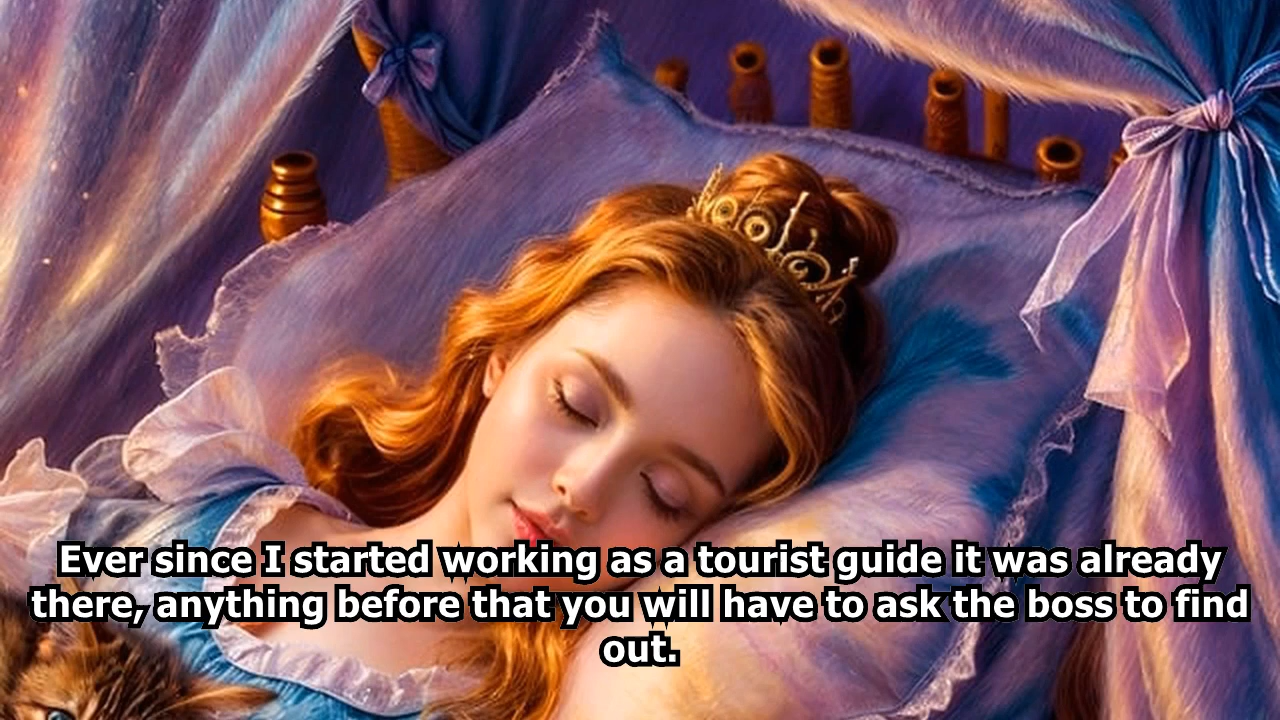 Ever since I started working as a tourist guide it was already
there, anything before that you will have to ask the boss to find
out.